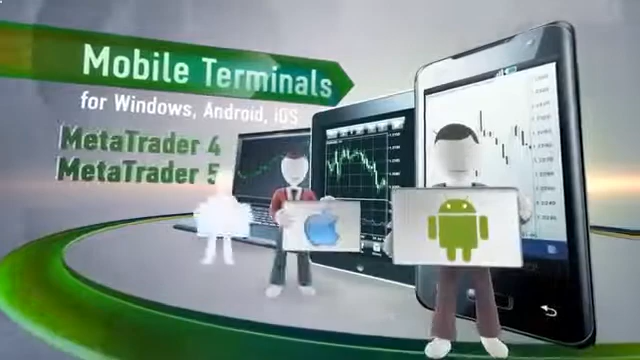 Mobile Terminals
for Windows, Android, iOS
MetaTrader 4
MetaTrader 5